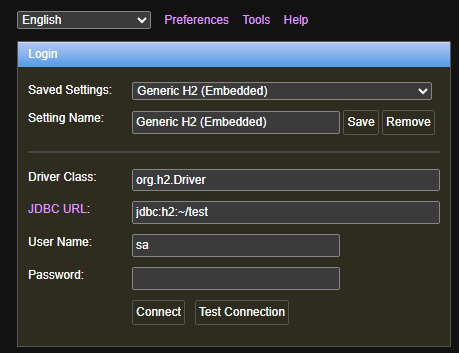 English Preferences Tools Help
Login
Saved Settings: Generic H2 (Embedded)
Setting Name: Generic H2 (Embedded) Save Remove
Driver Class: org.h2.Driver
JDBC URL: jdbc:h2:~/test
User Name: sa
Password:
Connect Test Connection